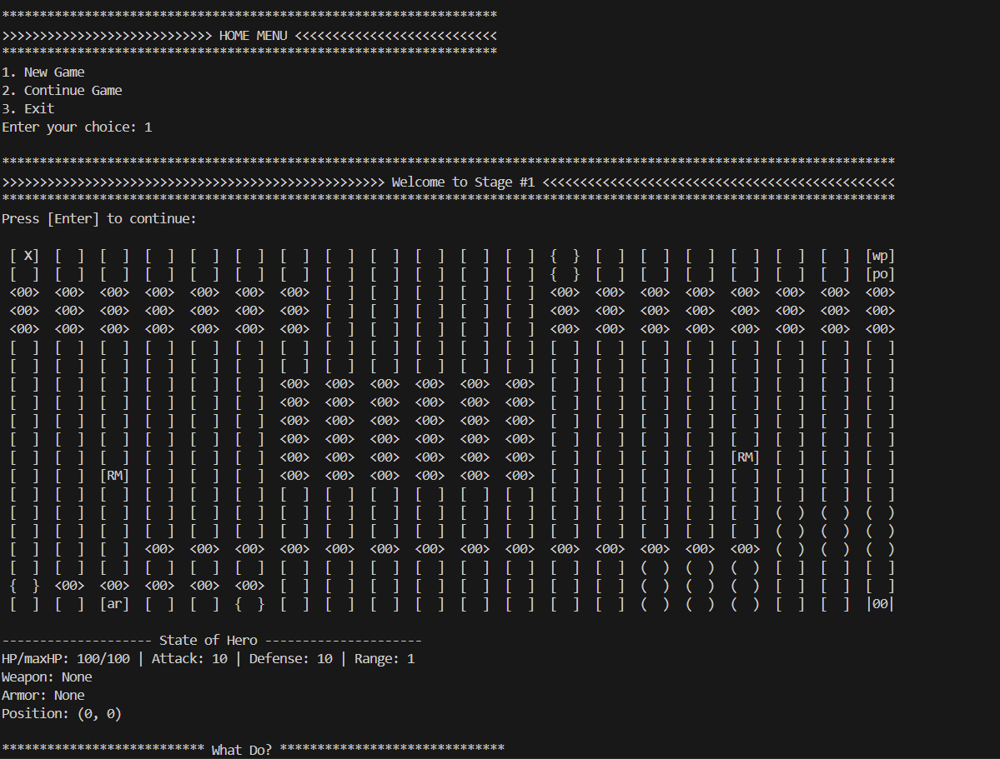 ******************************************************************
>>>>>>>>>>>>>>>>>>>>>>>>>>>> HOME MENU <<<<<<<<<<<<<<<<<<<<<<<<<<<
******************************************************************
1. New Game
2. Continue Game
3. Exit
Enter your choice: 1
***********************************************************************************************************************
>>>>>>>>>>>>>>>>>>>>>>>>>>>>>>>>>>>>>>>>>>>>>>>>>>> Welcome to Stage #1 <<<<<<<<<<<<<<<<<<<<<<<<<<<<<<<<<<<<<<<<<<<<<<<
***********************************************************************************************************************
Press [Enter] to continue:
 [ X]  [  ]  [  ]  [  ]  [  ]  [  ]  [  ]  [  ]  [  ]  [  ]  [  ]  [  ]  {  }  [  ]  [  ]  [  ]  [  ]  [  ]  [  ]  [wp]
 [  ]  [  ]  [  ]  [  ]  [  ]  [  ]  [  ]  [  ]  [  ]  [  ]  [  ]  [  ]  {  }  [  ]  [  ]  [  ]  [  ]  [  ]  [  ]  [po]
 <00>  <00>  <00>  <00>  <00>  <00>  <00>  [  ]  [  ]  [  ]  [  ]  [  ]  <00>  <00>  <00>  <00>  <00>  <00>  <00>  <00>
 <00>  <00>  <00>  <00>  <00>  <00>  <00>  [  ]  [  ]  [  ]  [  ]  [  ]  <00>  <00>  <00>  <00>  <00>  <00>  <00>  <00>
 <00>  <00>  <00>  <00>  <00>  <00>  <00>  [  ]  [  ]  [  ]  [  ]  [  ]  <00>  <00>  <00>  <00>  <00>  <00>  <00>  <00>
 [  ]  [  ]  [  ]  [  ]  [  ]  [  ]  [  ]  [  ]  [  ]  [  ]  [  ]  [  ]  [  ]  [  ]  [  ]  [  ]  [  ]  [  ]  [  ]  [  ]
 [  ]  [  ]  [  ]  [  ]  [  ]  [  ]  [  ]  [  ]  [  ]  [  ]  [  ]  [  ]  [  ]  [  ]  [  ]  [  ]  [  ]  [  ]  [  ]  [  ]
 [  ]  [  ]  [  ]  [  ]  [  ]  [  ]  <00>  <00>  <00>  <00>  <00>  <00>  [  ]  [  ]  [  ]  [  ]  [  ]  [  ]  [  ]  [  ]
 [  ]  [  ]  [  ]  [  ]  [  ]  [  ]  <00>  <00>  <00>  <00>  <00>  <00>  [  ]  [  ]  [  ]  [  ]  [  ]  [  ]  [  ]  [  ]
 [  ]  [  ]  [  ]  [  ]  [  ]  [  ]  <00>  <00>  <00>  <00>  <00>  <00>  [  ]  [  ]  [  ]  [  ]  [  ]  [  ]  [  ]  [  ]
 [  ]  [  ]  [  ]  [  ]  [  ]  [  ]  <00>  <00>  <00>  <00>  <00>  <00>  [  ]  [  ]  [  ]  [  ]  [  ]  [  ]  [  ]  [  ]
 [  ]  [  ]  [  ]  [  ]  [  ]  [  ]  <00>  <00>  <00>  <00>  <00>  <00>  [  ]  [  ]  [  ]  [  ]  [RM]  [  ]  [  ]  [  ]
 [  ]  [  ]  [RM]  [  ]  [  ]  [  ]  <00>  <00>  <00>  <00>  <00>  <00>  [  ]  [  ]  [  ]  [  ]  [  ]  [  ]  [  ]  [  ]
 [  ]  [  ]  [  ]  [  ]  [  ]  [  ]  [  ]  [  ]  [  ]  [  ]  [  ]  [  ]  [  ]  [  ]  [  ]  [  ]  [  ]  [  ]  [  ]  [  ]
 [  ]  [  ]  [  ]  [  ]  [  ]  [  ]  [  ]  [  ]  [  ]  [  ]  [  ]  [  ]  [  ]  [  ]  [  ]  [  ]  [  ]  (  )  (  )  (  )
 [  ]  [  ]  [  ]  [  ]  [  ]  [  ]  [  ]  [  ]  [  ]  [  ]  [  ]  [  ]  [  ]  [  ]  [  ]  [  ]  [  ]  (  )  (  )  (  )
 [  ]  [  ]  [  ]  <00>  <00>  <00>  <00>  <00>  <00>  <00>  <00>  <00>  <00>  <00>  <00>  <00>  <00>  (  )  (  )  (  )
 [  ]  [  ]  [  ]  [  ]  [  ]  [  ]  [  ]  [  ]  [  ]  [  ]  [  ]  [  ]  [  ]  [  ]  (  )  (  )  (  )  [  ]  [  ]  [  ]
 {  }  <00>  <00>  <00>  <00>  <00>  [  ]  [  ]  [  ]  [  ]  [  ]  [  ]  [  ]  [  ]  (  )  (  )  (  )  [  ]  [  ]  [  ]
 [  ]  [  ]  [ar]  [  ]  [  ]  {  }  [  ]  [  ]  [  ]  [  ]  [  ]  [  ]  [  ]  [  ]  (  )  (  )  (  )  [  ]  [  ]  |00|
-------------------- State of Hero ---------------------
HP/maxHP: 100/100 | Attack: 10 | Defense: 10 | Range: 1
Weapon: None
Armor: None
Position: (0, 0)
*************************** What Do? ******************************